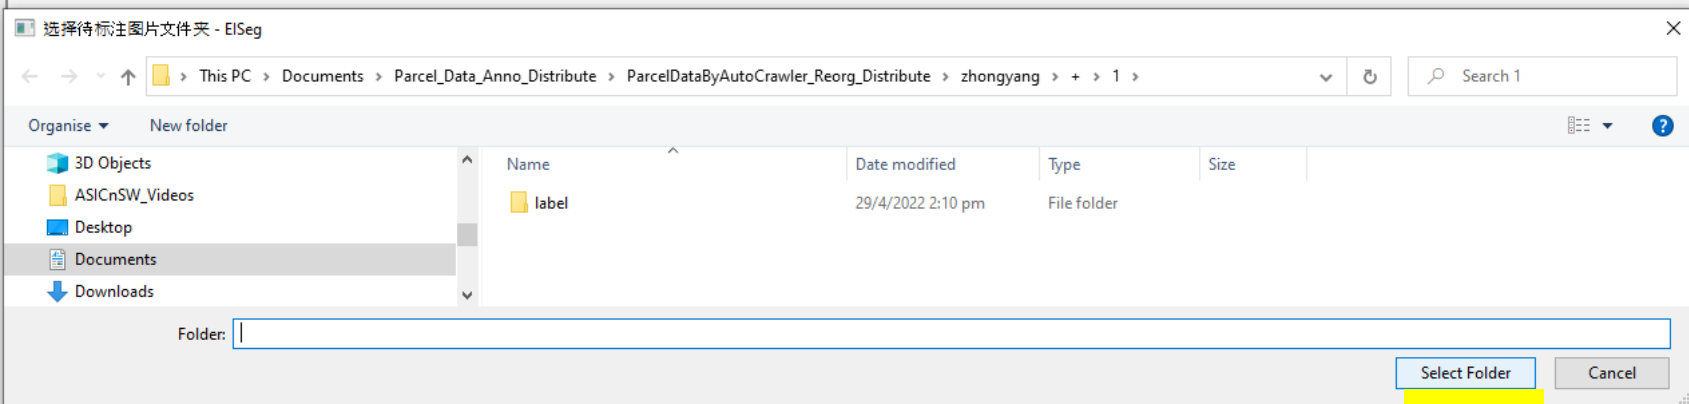 选择待标注图片文件夹 - EISeg
This PC > Documents > Parcel_Data_Anno_Distribute > ParcelDataByAutoCrawler_Reorg_Distribute > zhongyang > + > 1 >
Search 1
Organise New folder
?
3D Objects
ASICnSW_Videos
Desktop
Documents
Downloads
Name Date modified Type Size
label 29/4/2022 2:10 pm File folder
Folder:
Select Folder Cancel